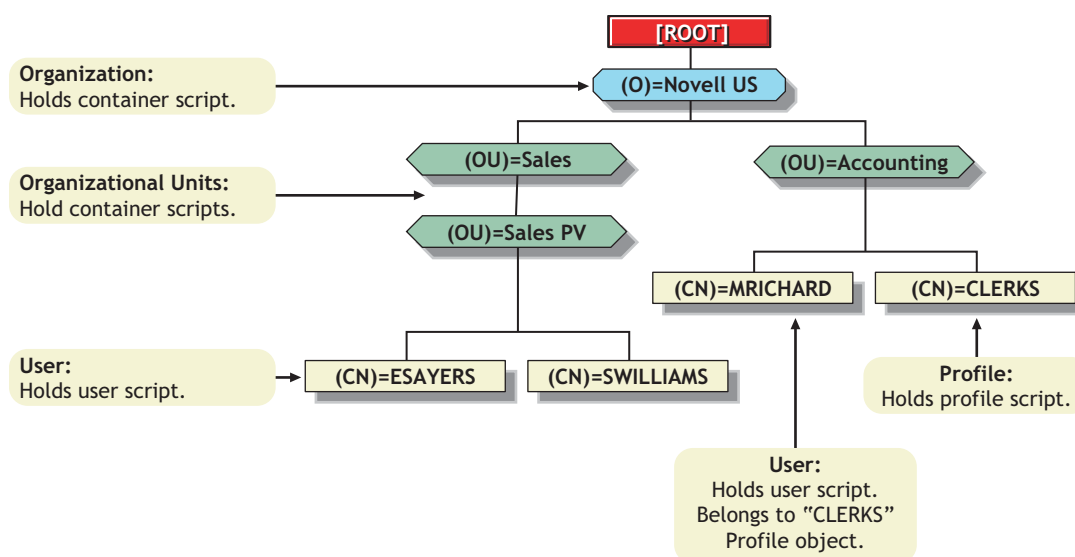 [ROOT]
Organization:
Holds container script.
(O)=Novell US
(OU)=Sales
(OU)=Accounting
Organizational Units:
Hold container scripts.
(OU)=Sales PV
(CN)=MRICHARD
(CN)=CLERKS
User:
Holds user script.
(CN)=ESAYERS
(CN)=SWILLIAMS
Profile:
Holds profile script.
User:
Holds user script.
Belongs to “CLERKS”
Profile object.